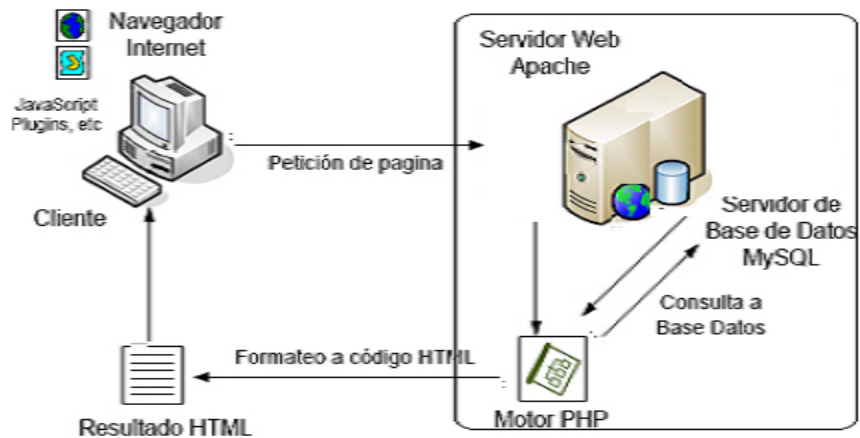 Navegador
Internet
JavaScript
Plugins, etc
Cliente
Petición de pagina
Servidor Web
Apache
Servidor de
Base de Datos
MySQL
Consulta a
Base Datos
Motor PHP
Formateo a código HTML
Resultado HTML